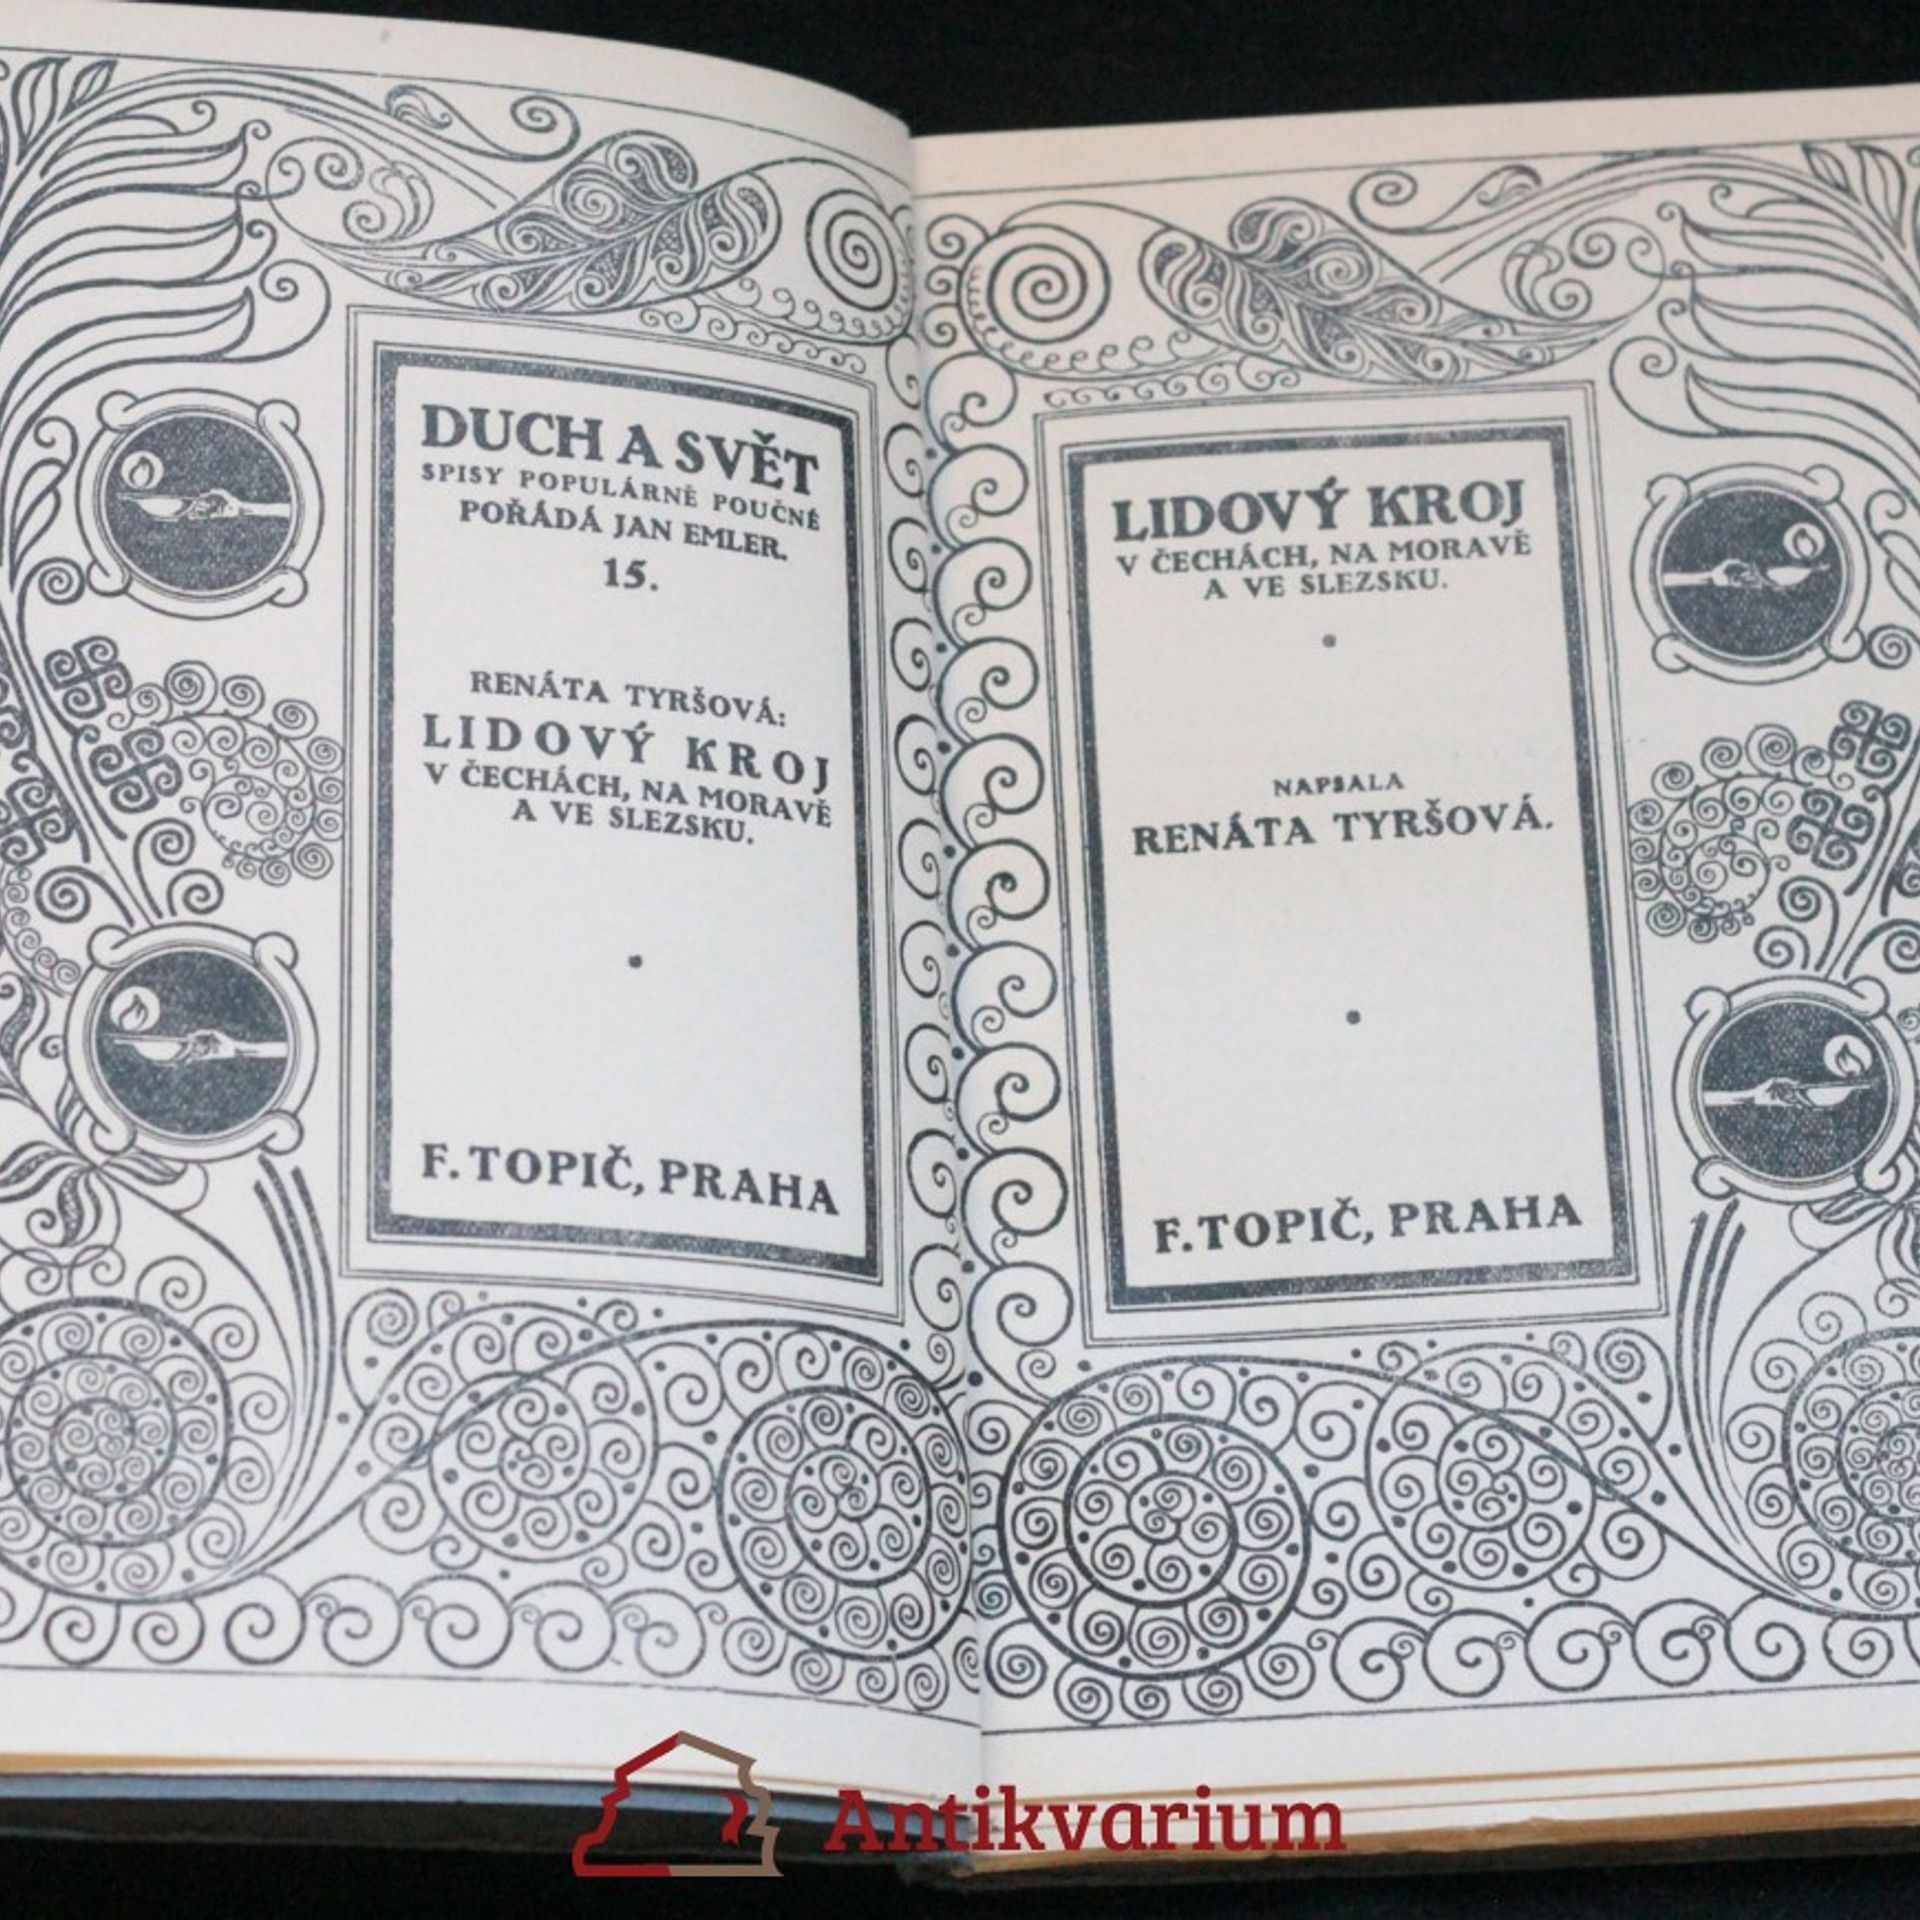 DUCH A SVĚT
SPISY POPULÁRNĚ POUČNÉ
POŘÁDÁ JAN EMLER.
15.
RENÁTA TYRŠOVÁ:
LIDOVÝ KROJ
V ČECHÁCH, NA MORAVĚ
A VE SLEZSKU.
F. TOPIČ, PRAHA
LIDOVÝ KROJ
V ČECHÁCH, NA MORAVĚ
A VE SLEZSKU.
NAPSALA
RENÁTA TYRŠOVÁ.
F. TOPIČ, PRAHA
Antikvarium